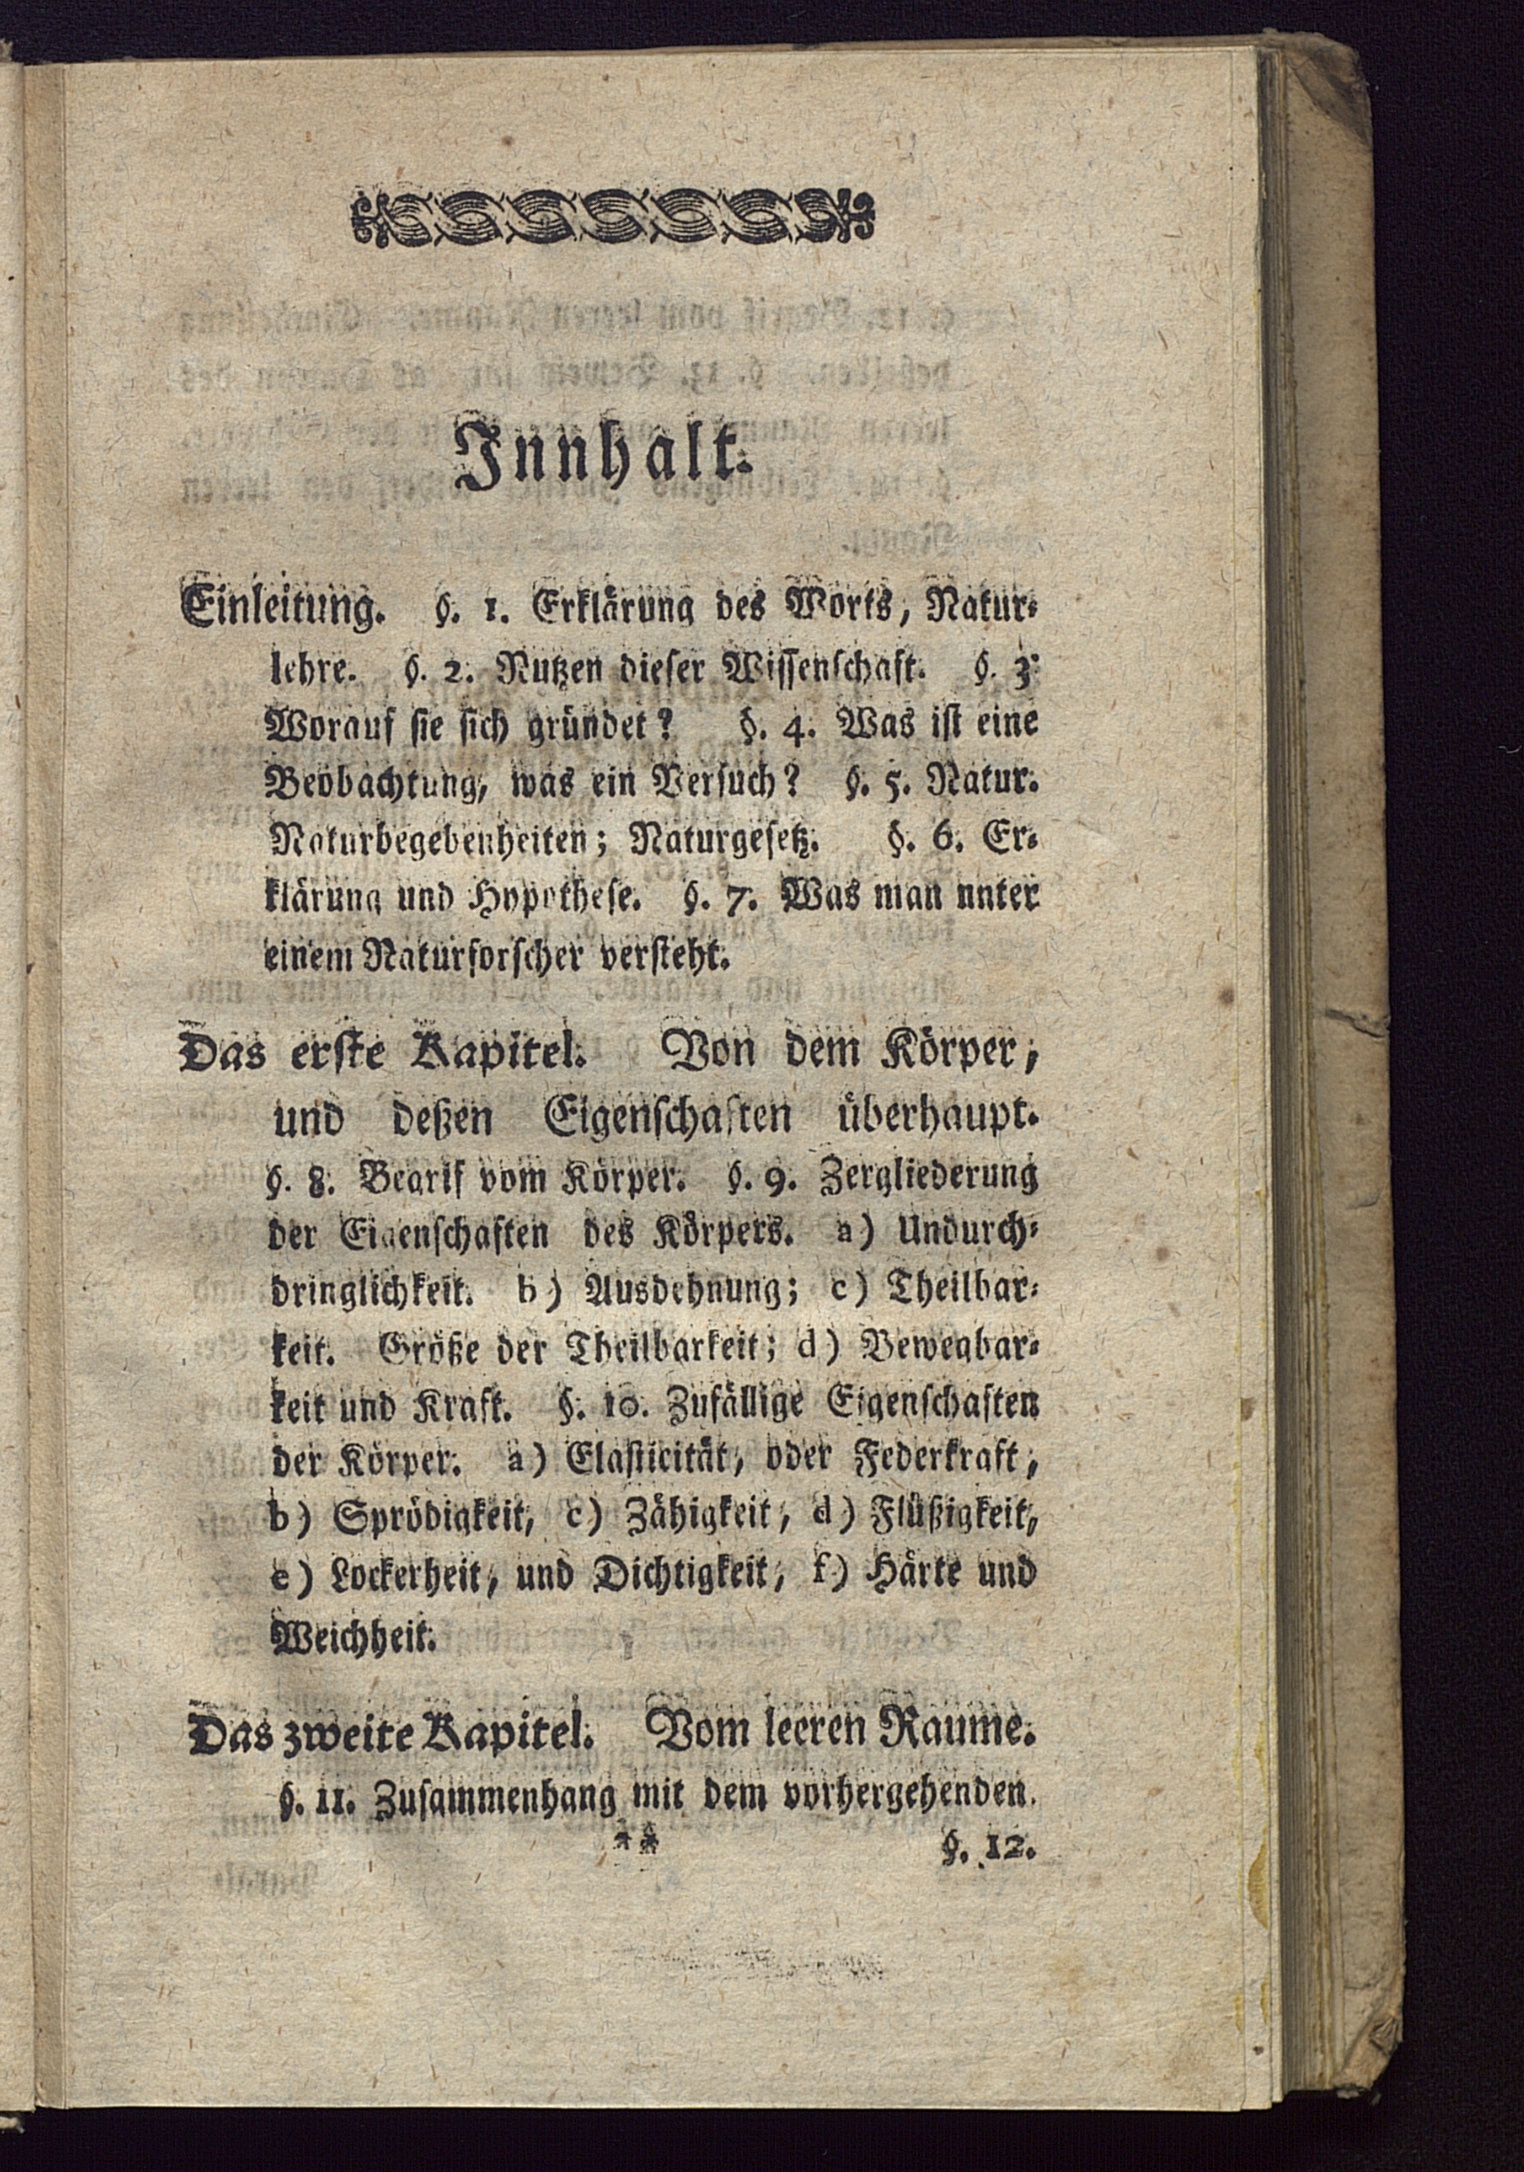 Innhalt.
Einleitung. §. 1. Erklärung des Worts, Natur-
lehre. §. 2. Nutzen dieser Wissenschaft. §. 3.
Worauf sie sich gründet? §. 4. Was ist eine
Beobachtung, was ein Versuch? §. 5. Natur.
Naturbegebenheiten; Naturgesetz. §. 6. Er-
klärung und Hypothese. §. 7. Was man unter
einem Naturforscher versteht.
Das erste Kapitel. Von dem Körper,
und deßen Eigenschaften überhaupt.
§. 8. Begrif vom Körper. §. 9. Zergliederung
der Eigenschaften des Körpers. a) Undurch-
dringlichkeit. b) Ausdehnung; c) Theilbar-
keit. Größe der Theilbarkeit; d) Bewegbar-
keit und Kraft. §. 10. Zufällige Eigenschaften
der Körper. a) Elasticität, oder Federkraft,
b) Sprödigkeit, c) Zähigkeit, d) Flüßigkeit,
e) Lockerheit, und Dichtigkeit, f) Härte und
Weichheit.
Das zweite Kapitel. Vom leeren Raume.
§. 11. Zusammenhang mit dem vorhergehenden.
** §. 12.